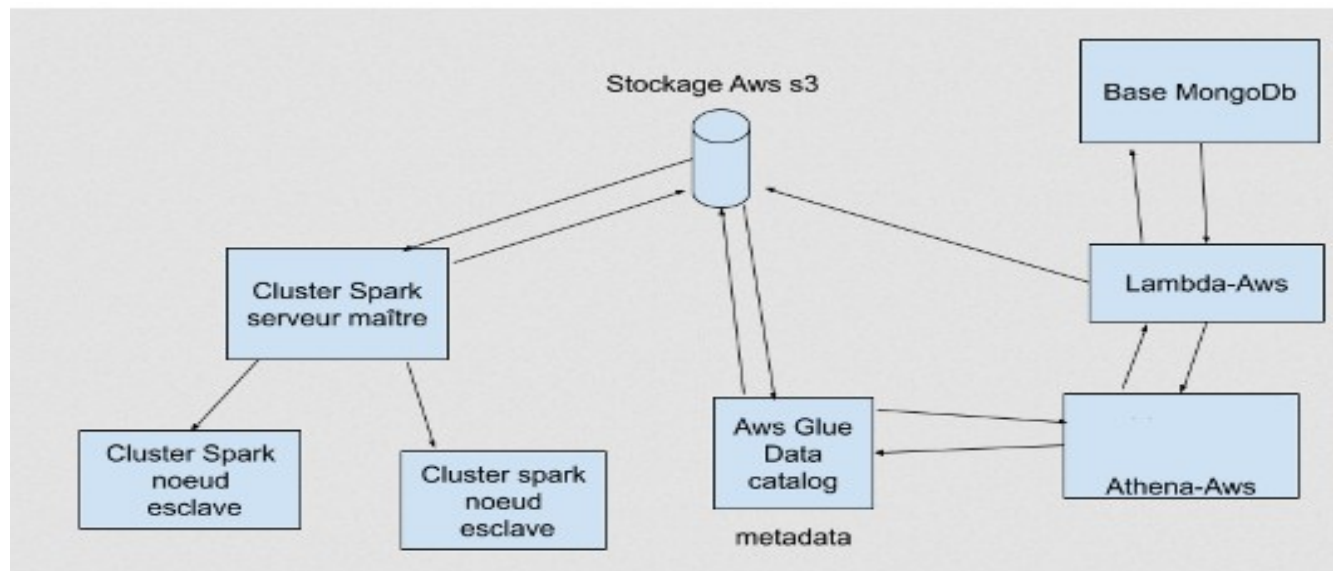 Stockage Aws s3
Base MongoDb
Lambda-Aws
Cluster Spark
serveur maître
Aws Glue
Data
catalog
Athena-Aws
Cluster Spark
noeud
esclave
Cluster spark
noeud
esclave
metadata